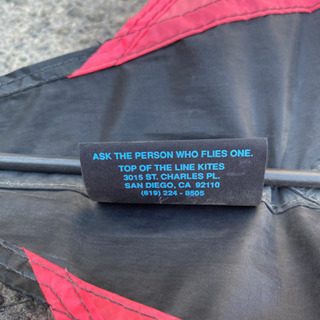 ASK THE PERSON WHO FLIES ONE.
TOP OF THE LINE KITES
3015 ST. CHARLES PL.
SAN DIEGO, CA 92110
(619) 224-8505